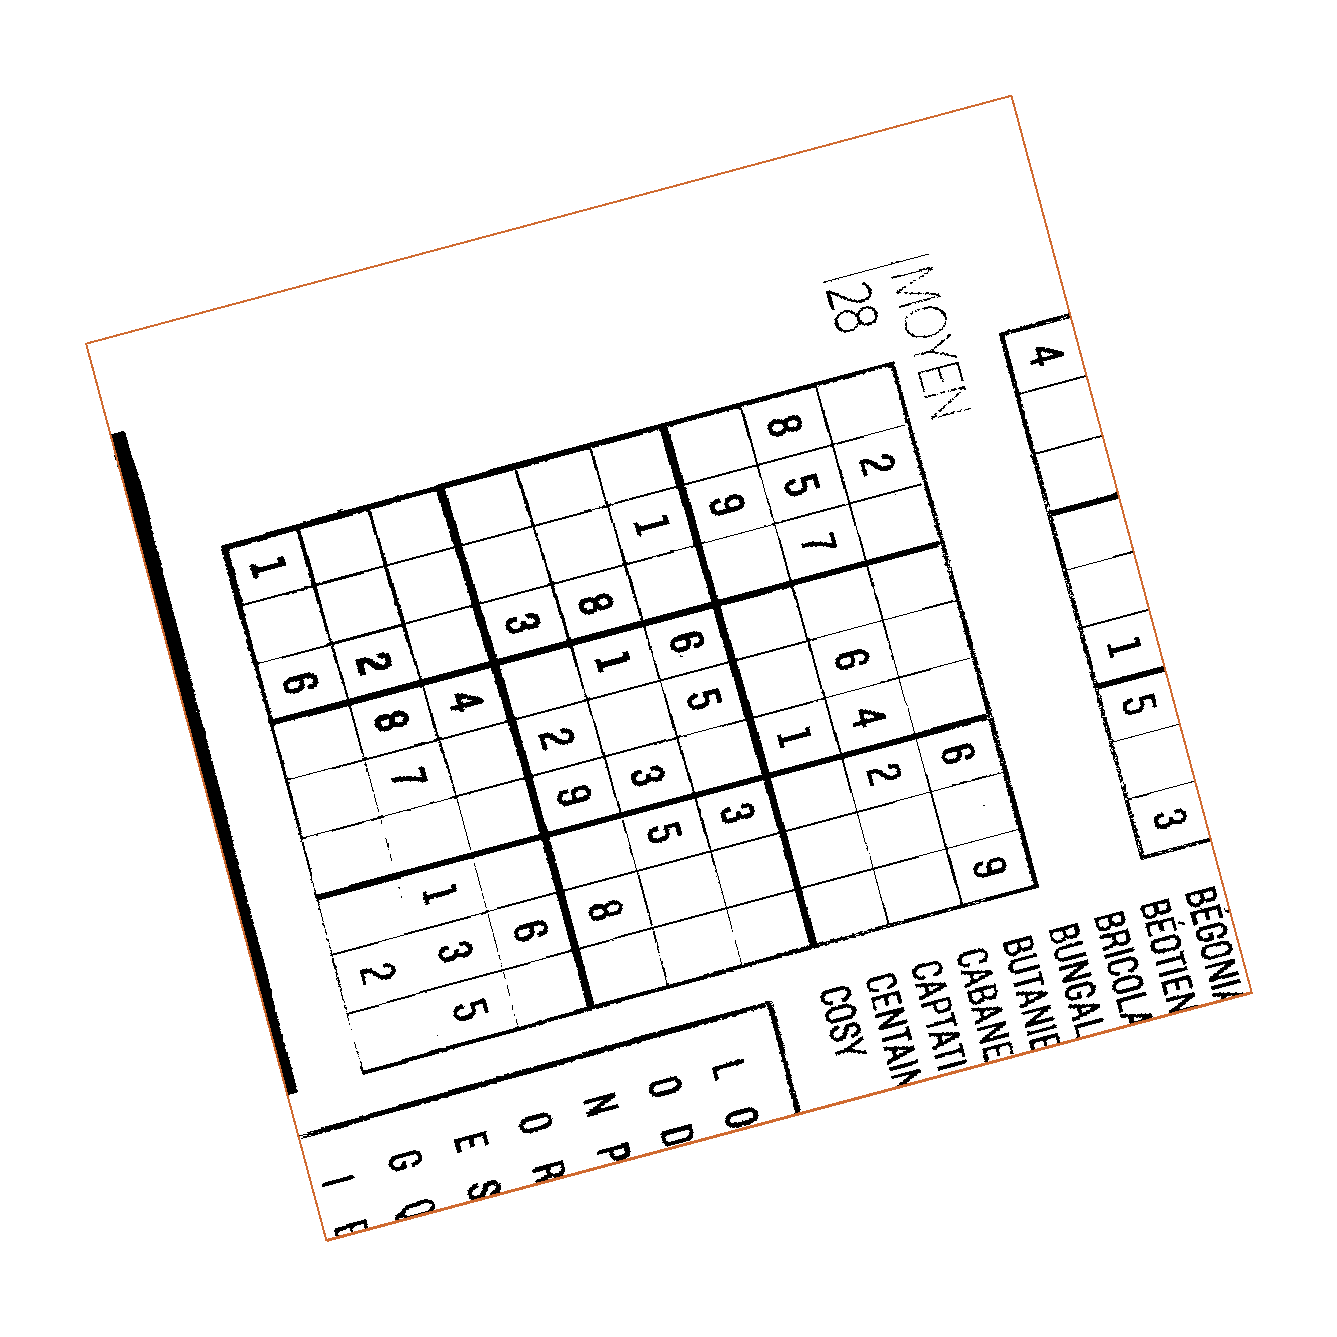 4 1 5 3
MOYEN
28
2 6 9
8 5 7 6 4 2
9 1
1 6 5 3
8 1 3 5
3 2 9 8
4 6
2 8 7 1 3 5
1 6 2
BÉGONIA
BÉOTIEN
BRICOLA
BUNGAL
BUTANIE
CABANE
CAPTATI
CENTAIN
COSY
L O
O D
N P
O R
E S
G Q
I E